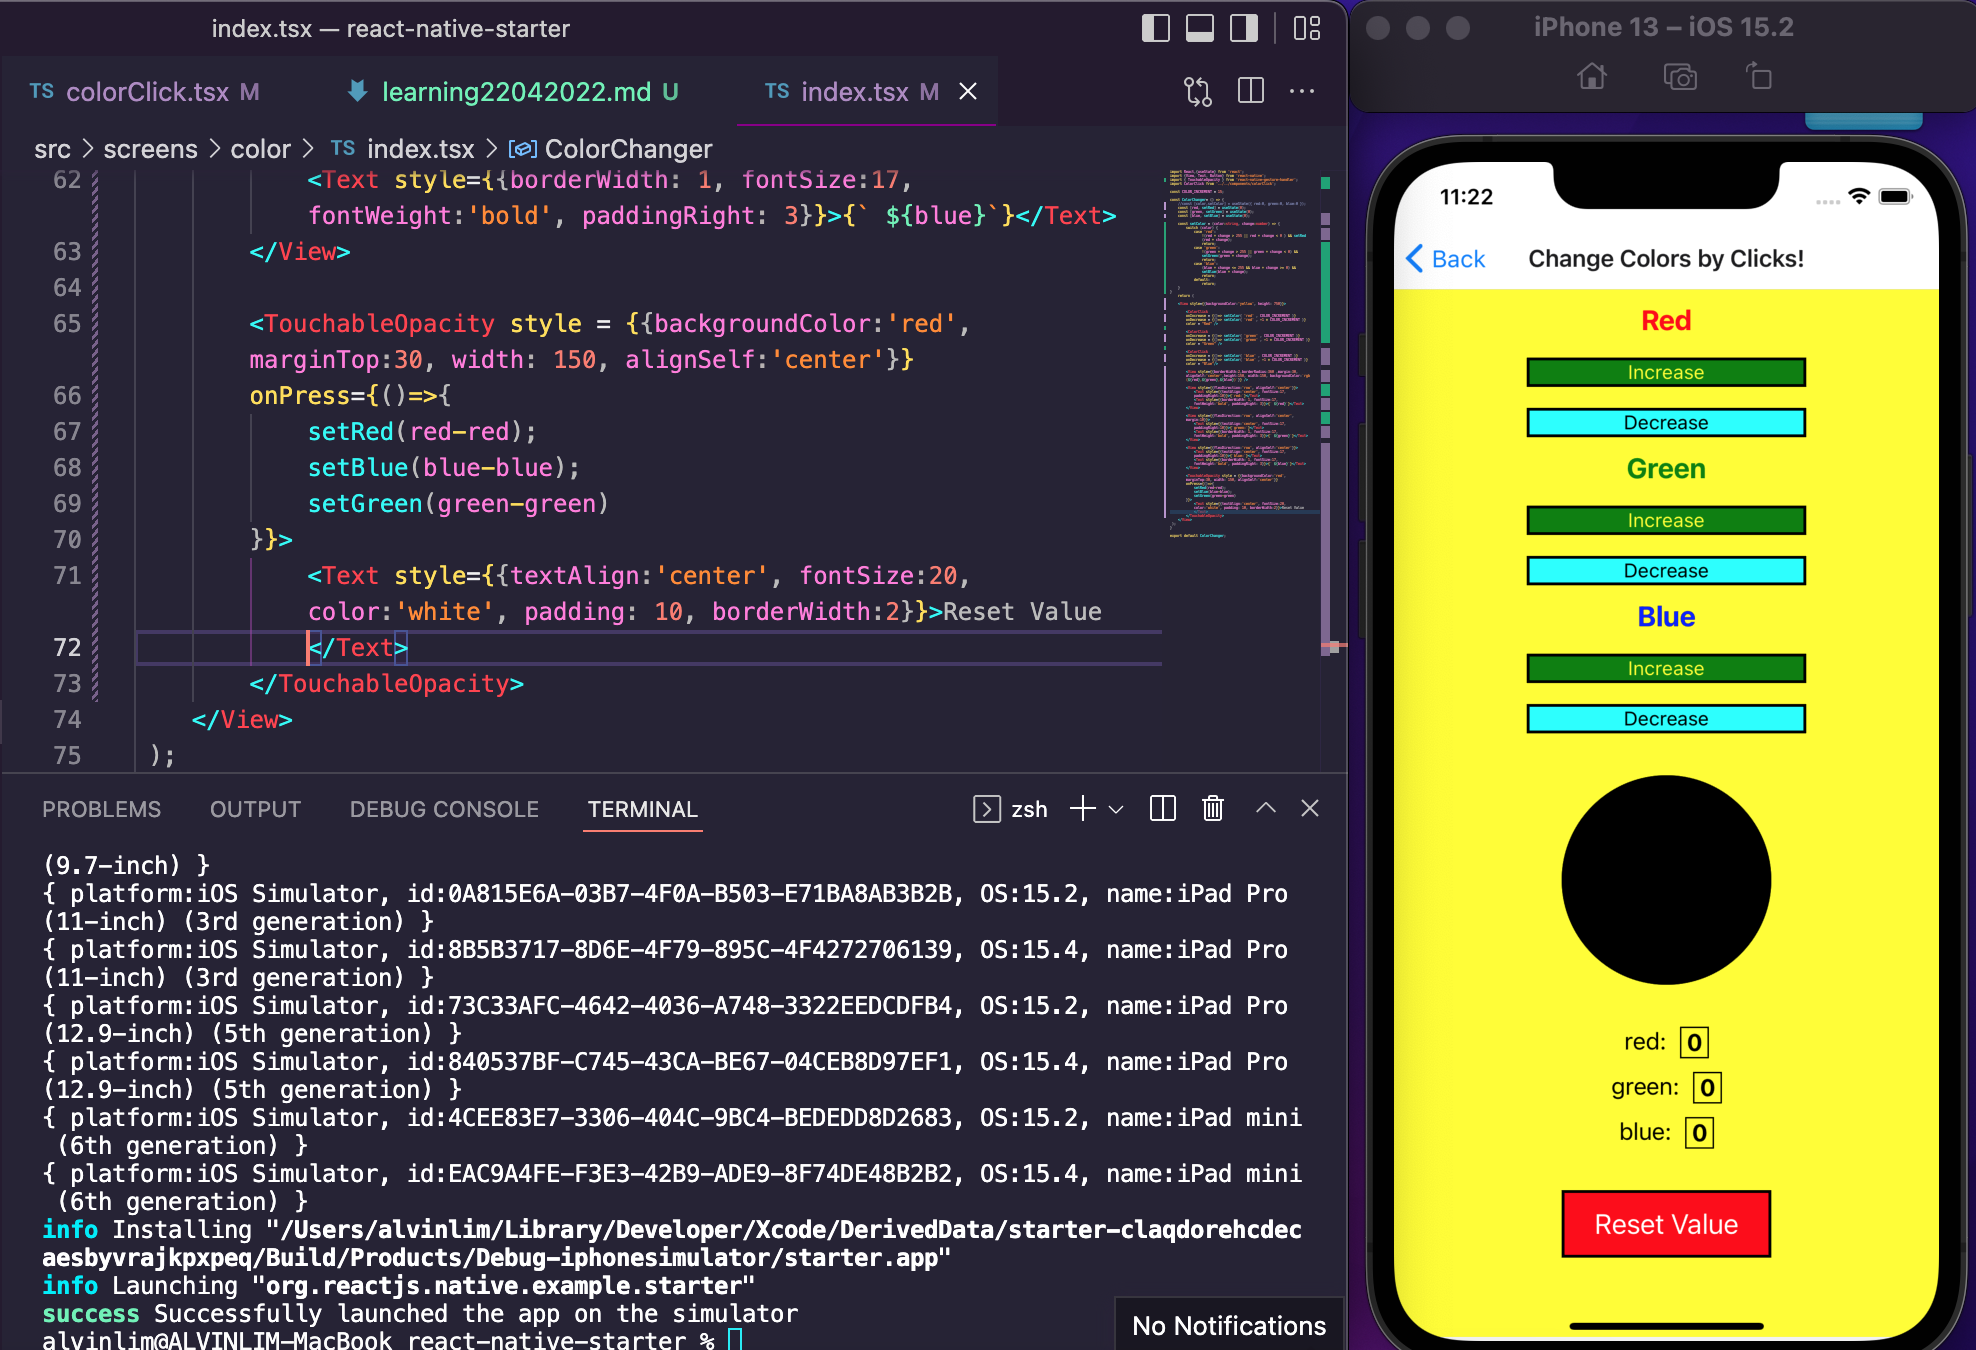 index.tsx — react-native-starter
TS colorClick.tsx M
learning22042022.md U
TS index.tsx M
src > screens > color > TS index.tsx > ColorChanger
62 <Text style={{borderWidth: 1, fontSize:17,
fontWeight:'bold', paddingRight: 3}}>{` ${blue}`}</Text>
63 </View>
64
65 <TouchableOpacity style = {{backgroundColor:'red',
marginTop:30, width: 150, alignSelf:'center'}}
66 onPress={()=>{
67 setRed(red-red);
68 setBlue(blue-blue);
69 setGreen(green-green)
70 }}>
71 <Text style={{textAlign:'center', fontSize:20,
color:'white', padding: 10, borderWidth:2}}>Reset Value
72 </Text>
73 </TouchableOpacity>
74 </View>
75 );
PROBLEMS OUTPUT DEBUG CONSOLE TERMINAL zsh
(9.7-inch) }
{ platform:iOS Simulator, id:0A815E6A-03B7-4F0A-B503-E71BA8AB3B2B, OS:15.2, name:iPad Pro
(11-inch) (3rd generation) }
{ platform:iOS Simulator, id:8B5B3717-8D6E-4F79-895C-4F4272706139, OS:15.4, name:iPad Pro
(11-inch) (3rd generation) }
{ platform:iOS Simulator, id:73C33AFC-4642-4036-A748-3322EEDCDFB4, OS:15.2, name:iPad Pro
(12.9-inch) (5th generation) }
{ platform:iOS Simulator, id:840537BF-C745-43CA-BE67-04CEB8D97EF1, OS:15.4, name:iPad Pro
(12.9-inch) (5th generation) }
{ platform:iOS Simulator, id:4CEE83E7-3306-404C-9BC4-BEDEDD8D2683, OS:15.2, name:iPad mini
(6th generation) }
{ platform:iOS Simulator, id:EAC9A4FE-F3E3-42B9-ADE9-8F74DE48B2B2, OS:15.4, name:iPad mini
(6th generation) }
info Installing "/Users/alvinlim/Library/Developer/Xcode/DerivedData/starter-claqdorehcdec
aesbyvrajkpxpeq/Build/Products/Debug-iphonesimulator/starter.app"
info Launching "org.reactjs.native.example.starter"
success Successfully launched the app on the simulator
alvinlim@ALVINLIM-MacBook react-native-starter %
No Notifications
iPhone 13 – iOS 15.2
11:22
Back
Change Colors by Clicks!
Red
Increase
Decrease
Green
Increase
Decrease
Blue
Increase
Decrease
red: 0
green: 0
blue: 0
Reset Value